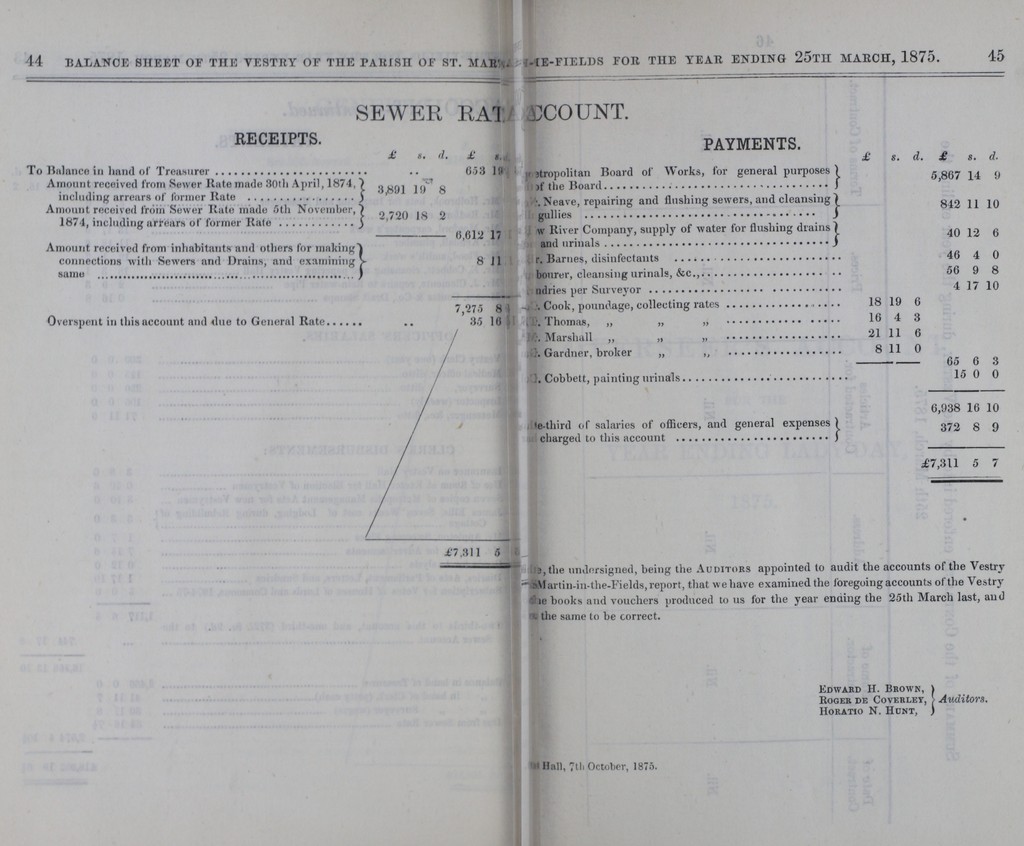 44 BALANCE SHEET OF THE VESTRY OF THE PARISH OF ST. MAR
SEWER RAT
RECEIPTS.
£ s. d. £ s.
To Balance in hand of Treasurer .. 653 19
Amount received from Sewer Rate made 30th April, 1874, including arrears of former Rate 3,891 19 8
Amount received from Sewer Rate made 5th November, 1874, including arrears of former Rate 2,720 18 2
6,612 17
Amount received from inhabitants and others for making
connections with Sewers and Drains, and examining
same 8 11
7,275 8
Overspent in this account and due to General Rate...... .. 35 16
£7,311 5
IE-FIELDS FOR THE YEAR ENDING 25TH MARCH, 1875. 45
CCOUNT.
PAYMENTS.
£ s. d. £ s. d.
tropolitan Board of Works, for general purposes
of the Board 5,867 14 9
Neave, repairing and flushing sewers, and cleansing
gullies 842 11 10
w River Company, supply of water for flushing drains
and urinals 40 12 6
r. Barnes, disinfectants 46 4 0
bourer, cleansing urinals, &c., 56 9 8
ndries per Surveyor 4 17 10
Cook, poundage, collecting rates 18 19 6
Thomas, „ „ „ 16 4 3
Marshall „ „ „ 21 11 6
Gardner, broker „ „ 8 11 0
65 6 3
Cobbett, painting urinals 15 0 0
6,938 16 10
e-third of salaries of officers, and general expenses
charged to this account 372 8 9
£7,311 5 7
, the undersigned, being the AUDITORS appointed to audit the accounts of the Vestry
Martin-in-the-Fields, report, that we have examined the foregoing accounts of the Vestry
he books and vouchers produced to us for the year ending the 25th March last, and
the same to be correct.
EDWARD H. BROWN,
ROGER DE COVERLEY, Auditors.
HORATIO N. HUNT,
Hall, 7th October, 1875.